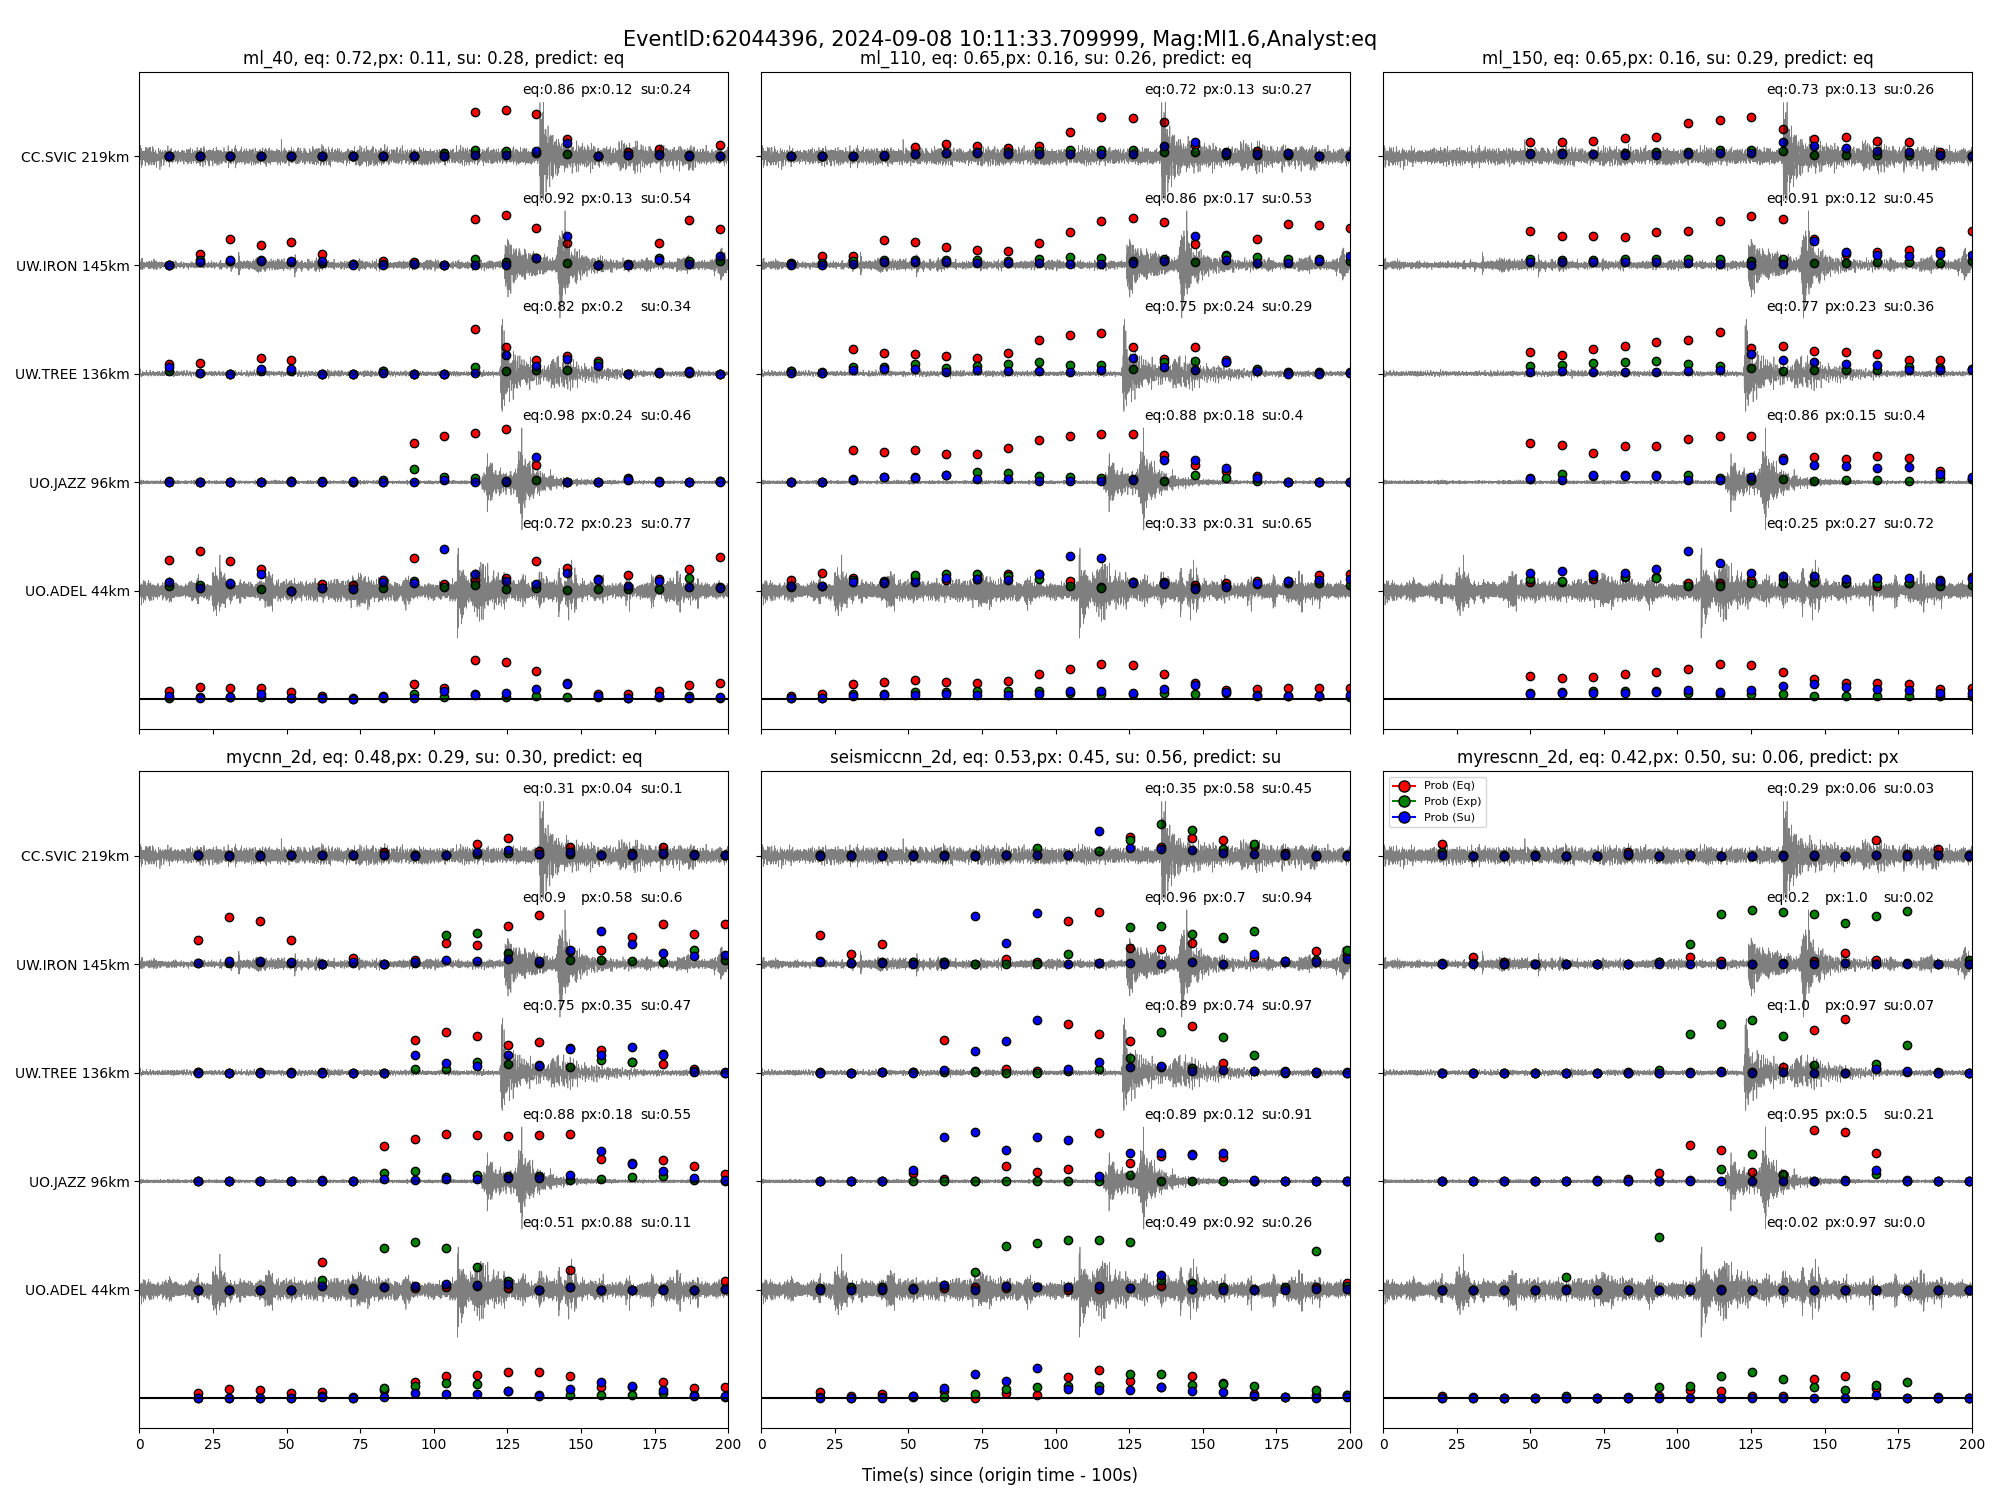 EventID:62044396, 2024-09-08 10:11:33.709999, Mag:Ml1.6,Analyst:eq
ml_40, eq: 0.72,px: 0.11, su: 0.28, predict: eq
CC.SVIC 219km
eq:0.86 px:0.12 su:0.24
UW.IRON 145km
eq:0.92 px:0.13 su:0.54
UW.TREE 136km
eq:0.82 px:0.2 su:0.34
UO.JAZZ 96km
eq:0.98 px:0.24 su:0.46
UO.ADEL 44km
eq:0.72 px:0.23 su:0.77
ml_110, eq: 0.65,px: 0.16, su: 0.26, predict: eq
eq:0.72 px:0.13 su:0.27
eq:0.86 px:0.17 su:0.53
eq:0.75 px:0.24 su:0.29
eq:0.88 px:0.18 su:0.4
eq:0.33 px:0.31 su:0.65
ml_150, eq: 0.65,px: 0.16, su: 0.29, predict: eq
eq:0.73 px:0.13 su:0.26
eq:0.91 px:0.12 su:0.45
eq:0.77 px:0.23 su:0.36
eq:0.86 px:0.15 su:0.4
eq:0.25 px:0.27 su:0.72
mycnn_2d, eq: 0.48,px: 0.29, su: 0.30, predict: eq
CC.SVIC 219km
eq:0.31 px:0.04 su:0.1
UW.IRON 145km
eq:0.9 px:0.58 su:0.6
UW.TREE 136km
eq:0.75 px:0.35 su:0.47
UO.JAZZ 96km
eq:0.88 px:0.18 su:0.55
UO.ADEL 44km
eq:0.51 px:0.88 su:0.11
0 25 50 75 100 125 150 175 200
seismiccnn_2d, eq: 0.53,px: 0.45, su: 0.56, predict: su
eq:0.35 px:0.58 su:0.45
eq:0.96 px:0.7 su:0.94
eq:0.89 px:0.74 su:0.97
eq:0.89 px:0.12 su:0.91
eq:0.49 px:0.92 su:0.26
0 25 50 75 100 125 150 175 200
myrescnn_2d, eq: 0.42,px: 0.50, su: 0.06, predict: px
Prob (Eq)
Prob (Exp)
Prob (Su)
eq:0.29 px:0.06 su:0.03
eq:0.2 px:1.0 su:0.02
eq:1.0 px:0.97 su:0.07
eq:0.95 px:0.5 su:0.21
eq:0.02 px:0.97 su:0.0
0 25 50 75 100 125 150 175 200
Time(s) since (origin time - 100s)